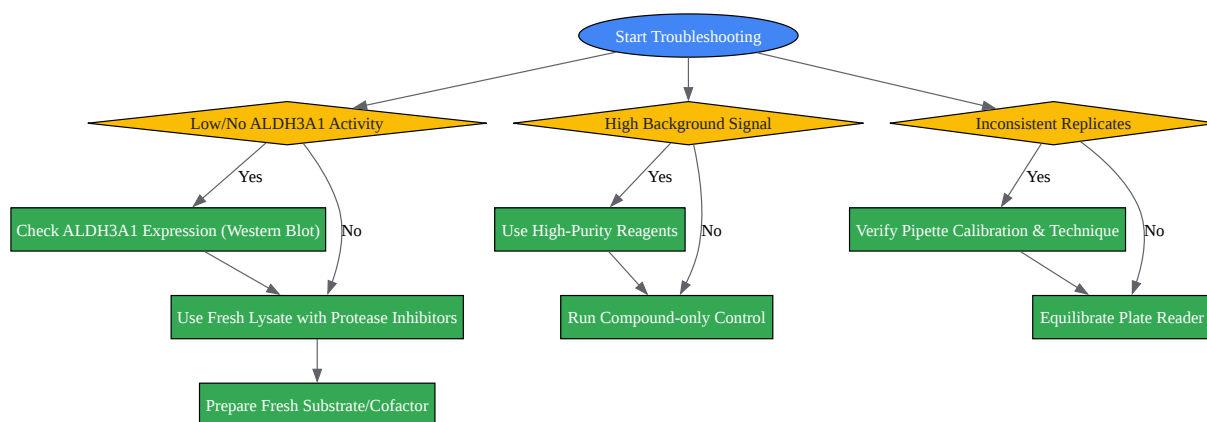 Start Troubleshooting
Low/No ALDH3A1 Activity
High Background Signal
Inconsistent Replicates
Yes
Yes
Yes
Check ALDH3A1 Expression (Western Blot)
No
Use High-Purity Reagents
No
Verify Pipette Calibration & Technique
No
Use Fresh Lysate with Protease Inhibitors
Run Compound-only Control
Equilibrate Plate Reader
Prepare Fresh Substrate/Cofactor